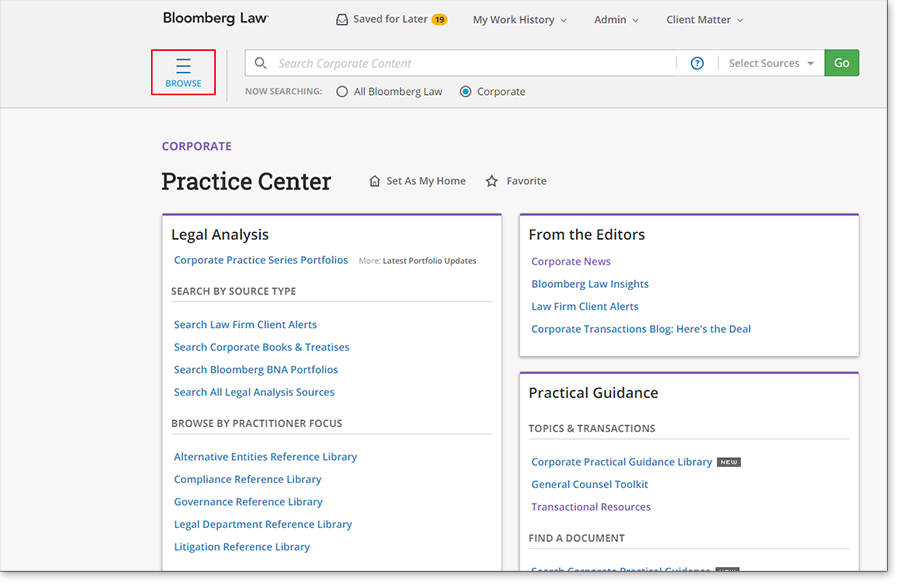 Bloomberg Law
Saved for Later 19 My Work History Admin Client Matter
BROWSE
Search Corporate Content ? Select Sources Go
NOW SEARCHING: All Bloomberg Law Corporate
CORPORATE
Practice Center Set As My Home Favorite
Legal Analysis
Corporate Practice Series Portfolios More: Latest Portfolio Updates
SEARCH BY SOURCE TYPE
Search Law Firm Client Alerts
Search Corporate Books & Treatises
Search Bloomberg BNA Portfolios
Search All Legal Analysis Sources
BROWSE BY PRACTITIONER FOCUS
Alternative Entities Reference Library
Compliance Reference Library
Governance Reference Library
Legal Department Reference Library
Litigation Reference Library
From the Editors
Corporate News
Bloomberg Law Insights
Law Firm Client Alerts
Corporate Transactions Blog: Here's the Deal
Practical Guidance
TOPICS & TRANSACTIONS
Corporate Practical Guidance Library NEW
General Counsel Toolkit
Transactional Resources
FIND A DOCUMENT
Search Corporate Practical Guidance NEW